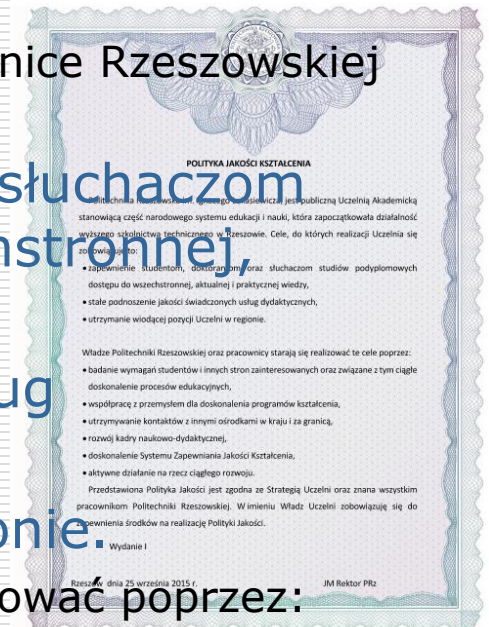 nice Rzeszowskiej
słuchaczom
nstronnej,
ug
onie.
ować poprzez:
POLITYKA JAKOŚCI KSZTAŁCENIA
jest publiczną Uczelnią Akademicką
stanowiącą część narodowego systemu edukacji i nauki, która zapoczątkowała działalność
wyższego szkolnictwa technicznego w Rzeszowie. Cele, do których realizacji Uczelnia się
zobowiązuje to:
• zapewnienie studentom, doktorantom oraz słuchaczom studiów podyplomowych
dostępu do wszechstronnej, aktualnej i praktycznej wiedzy,
• stałe podnoszenie jakości świadczonych usług dydaktycznych,
• utrzymanie wiodącej pozycji Uczelni w regionie.
Władze Politechniki Rzeszowskiej oraz pracownicy starają się realizować te cele poprzez:
• badanie wymagań studentów i innych stron zainteresowanych oraz związane z tym ciągłe
doskonalenie procesów edukacyjnych,
• współpracę z przemysłem dla doskonalenia programów kształcenia,
• utrzymywanie kontaktów z innymi ośrodkami w kraju i za granicą,
• rozwój kadry naukowo-dydaktycznej,
• doskonalenie Systemu Zapewniania Jakości Kształcenia,
• aktywne działanie na rzecz ciągłego rozwoju.
Przedstawiona Polityka Jakości jest zgodna ze Strategią Uczelni oraz znana wszystkim
pracownikom Politechniki Rzeszowskiej. W imieniu Władz Uczelni zobowiązuję się do
zapewnienia środków na realizację Polityki Jakości.
Wydanie I
Rzeszów dnia 25 września 2015 r. JM Rektor PRz